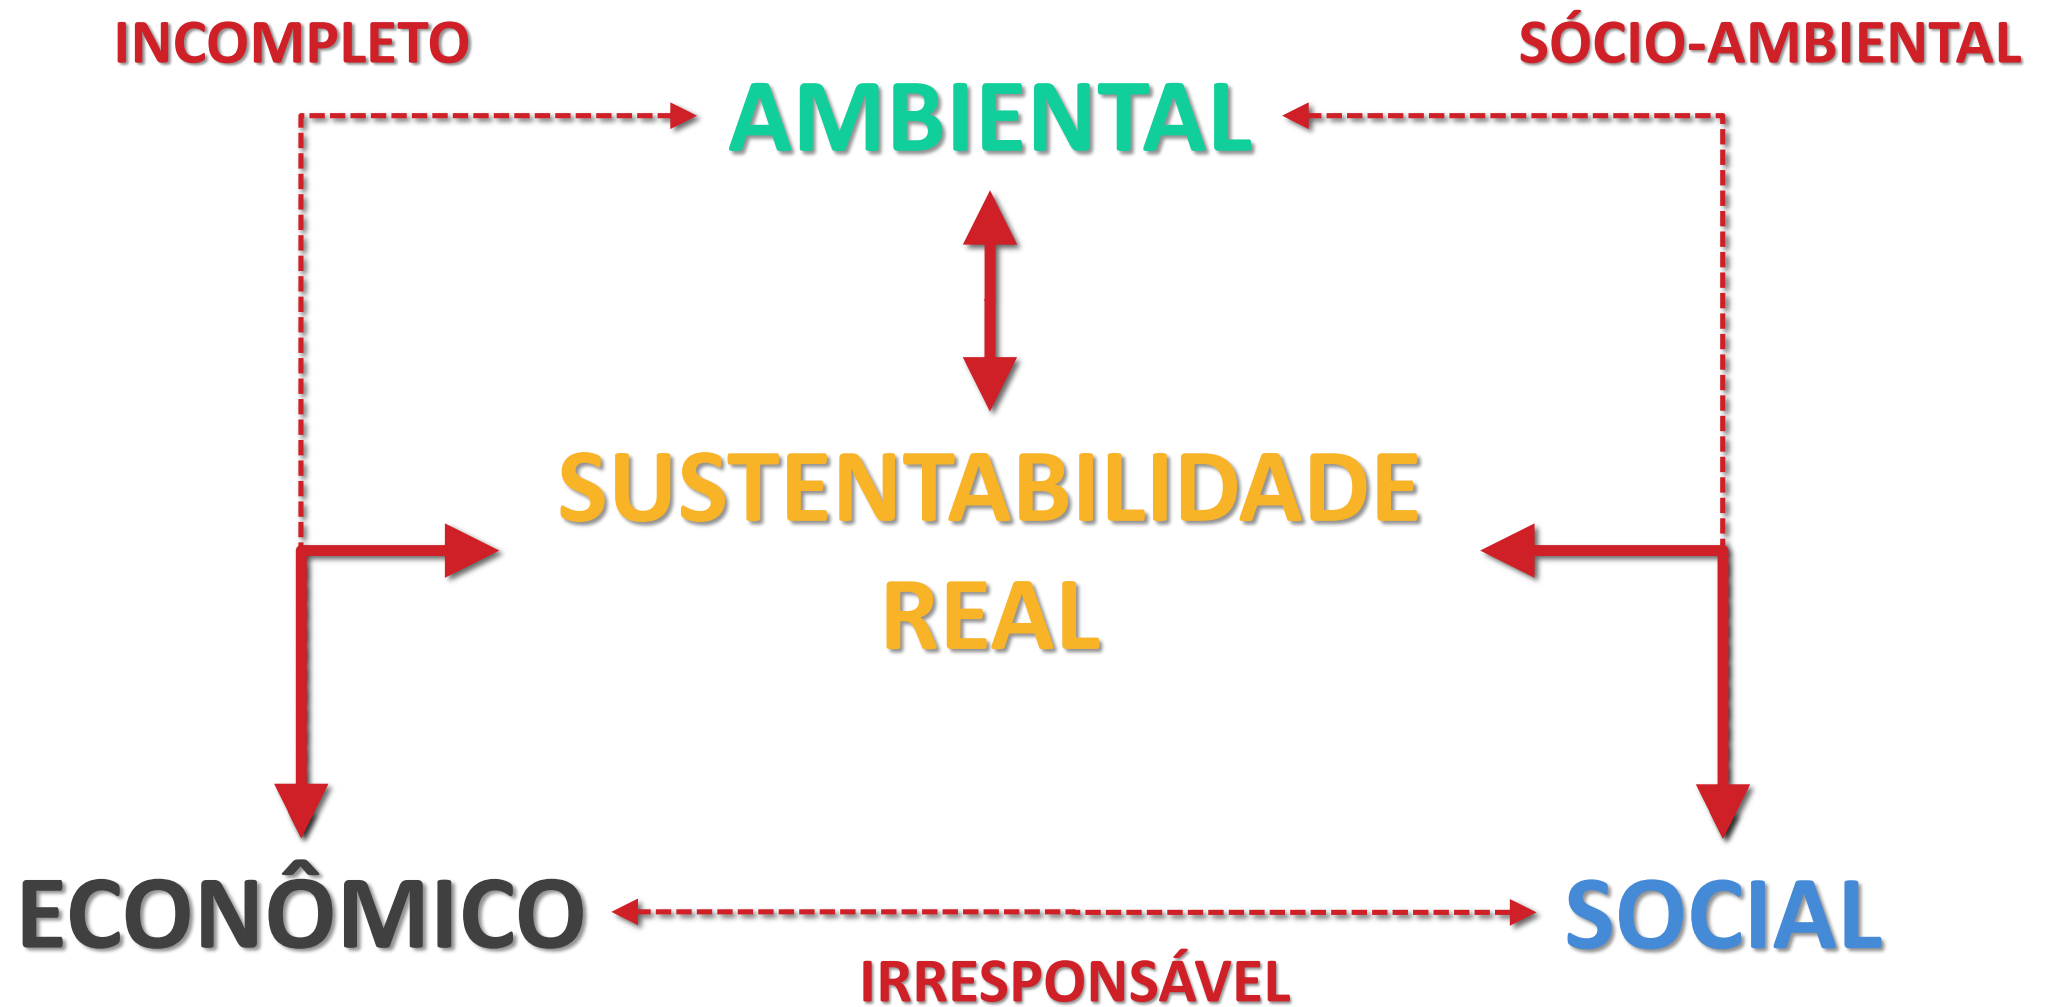 INCOMPLETO
SÓCIO-AMBIENTAL
AMBIENTAL
SUSTENTABILIDADE
REAL
ECONÔMICO
SOCIAL
IRRESPONSÁVEL